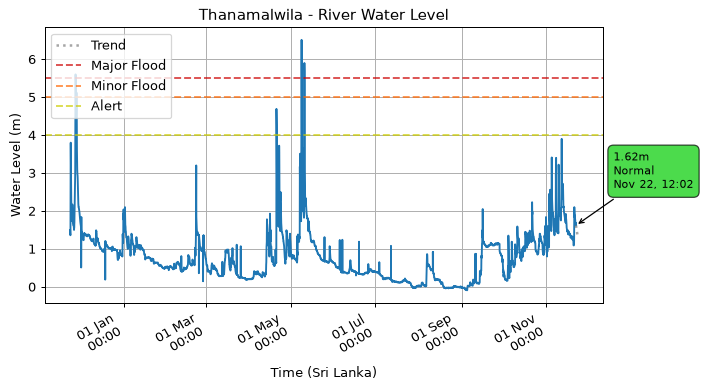 Thanamalwila - River Water Level
Water Level (m)
6
5
4
3
2
1
0
Trend
Major Flood
Minor Flood
Alert
1.62m
Normal
Nov 22, 12:02
01 Jan
00:00
01 Mar
00:00
01 May
00:00
01 Jul
00:00
01 Sep
00:00
01 Nov
00:00
Time (Sri Lanka)